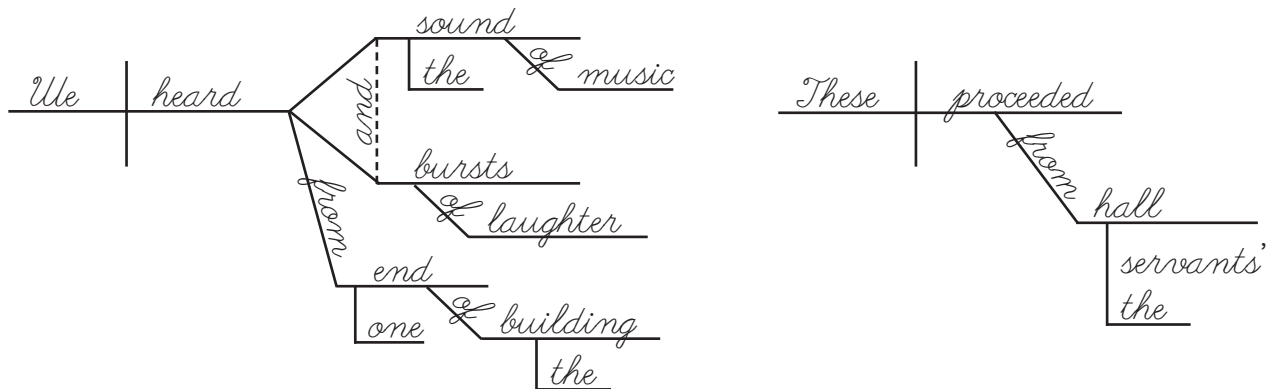 We heard
sound
the of music
and
bursts
of laughter
from
end
one of building
the
These proceeded
from
hall
servants’
the